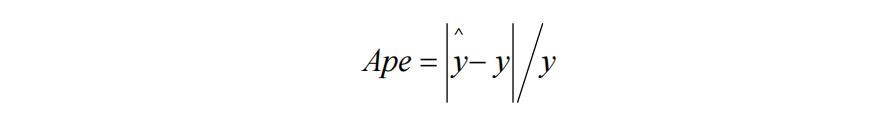 Ape = |ŷ − y| / y